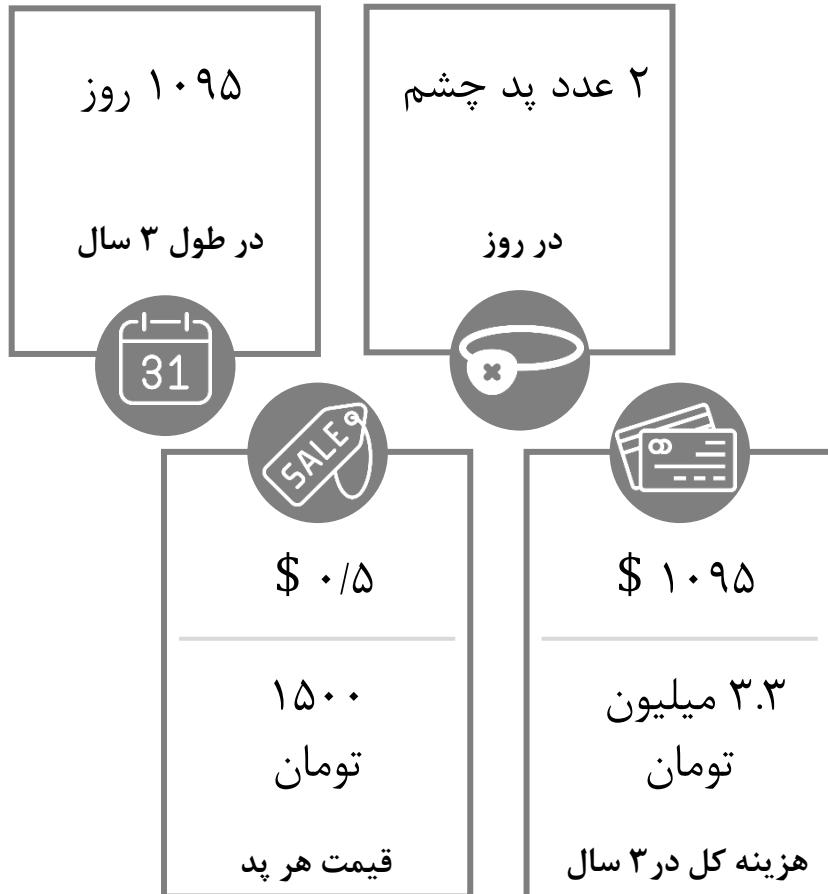 ۲ عدد پد چشم
در روز
۱۰۹۵ روز
در طول ۳ سال
31
SALE
$ ۱۰۹۵
۳.۳ میلیون
تومان
هزینه کل در۳ سال
$ ۰/۵
۱۵۰۰
تومان
قیمت هر پد